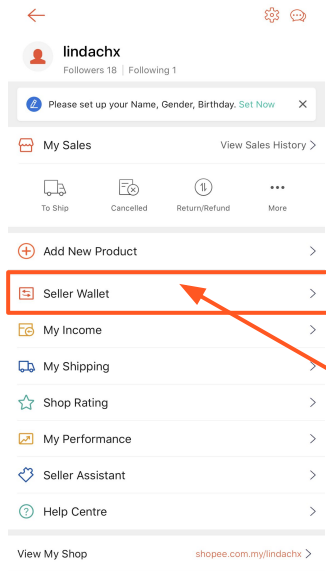 lindachx
Followers 18 | Following 1
Please set up your Name, Gender, Birthday. Set Now
My Sales
View Sales History
To Ship
Cancelled
Return/Refund
More
Add New Product
Seller Wallet
My Income
My Shipping
Shop Rating
My Performance
Seller Assistant
Help Centre
View My Shop
shopee.com.my/lindachx